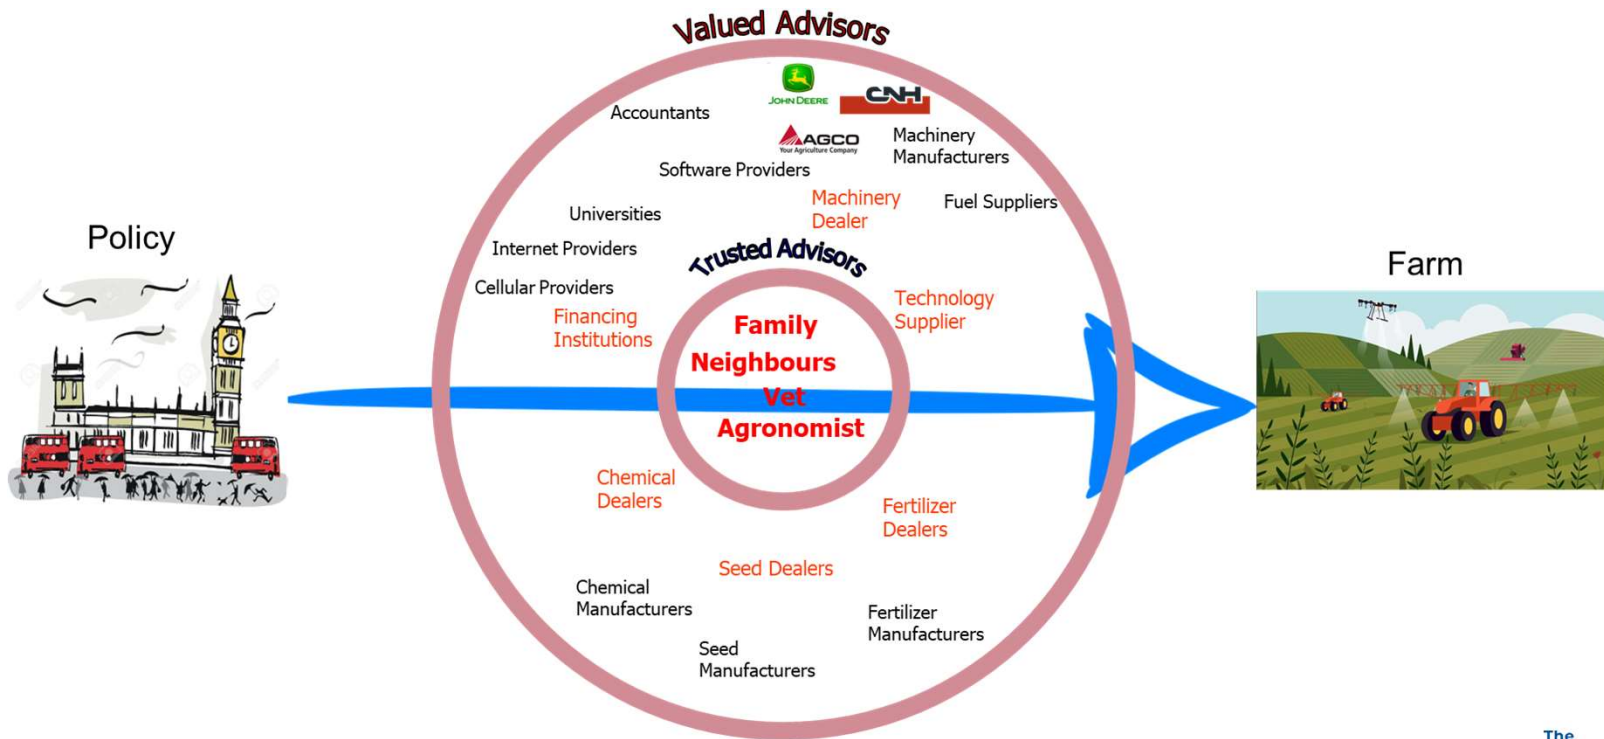 Valued Advisors
JOHN DEERE
CNH
Accountants
AGCO
Your Agriculture Company
Machinery
Manufacturers
Software Providers
Machinery
Dealer
Fuel Suppliers
Universities
Policy
Internet Providers
Trusted Advisors
Farm
Cellular Providers
Financing
Institutions
Technology
Supplier
Family
Neighbours
Vet
Agronomist
Chemical
Dealers
Fertilizer
Dealers
Seed Dealers
Chemical
Manufacturers
Fertilizer
Manufacturers
Seed
Manufacturers
The